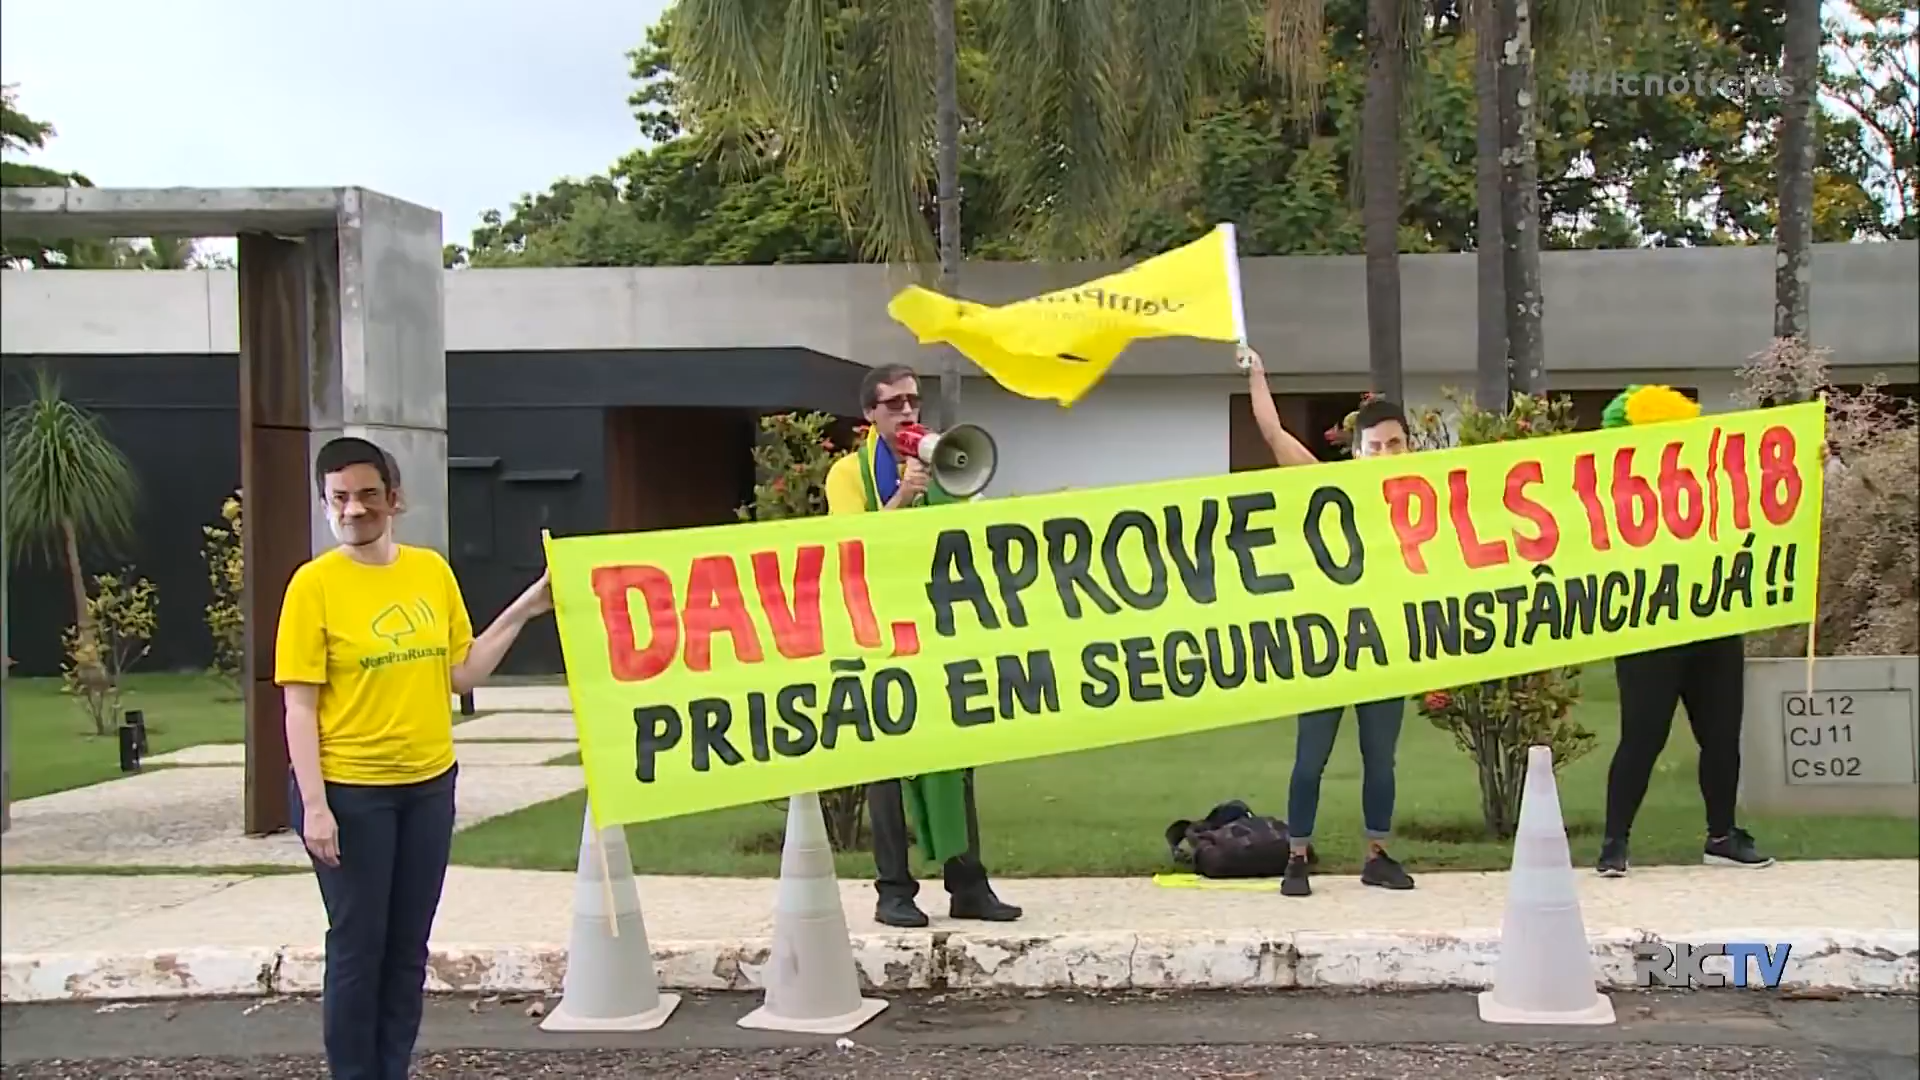 #ricnotícias
DAVI, APROVE O PLS 166/18
PRISÃO EM SEGUNDA INSTÂNCIA JÁ!!
QL12
CJ11
Cs02
RICTV